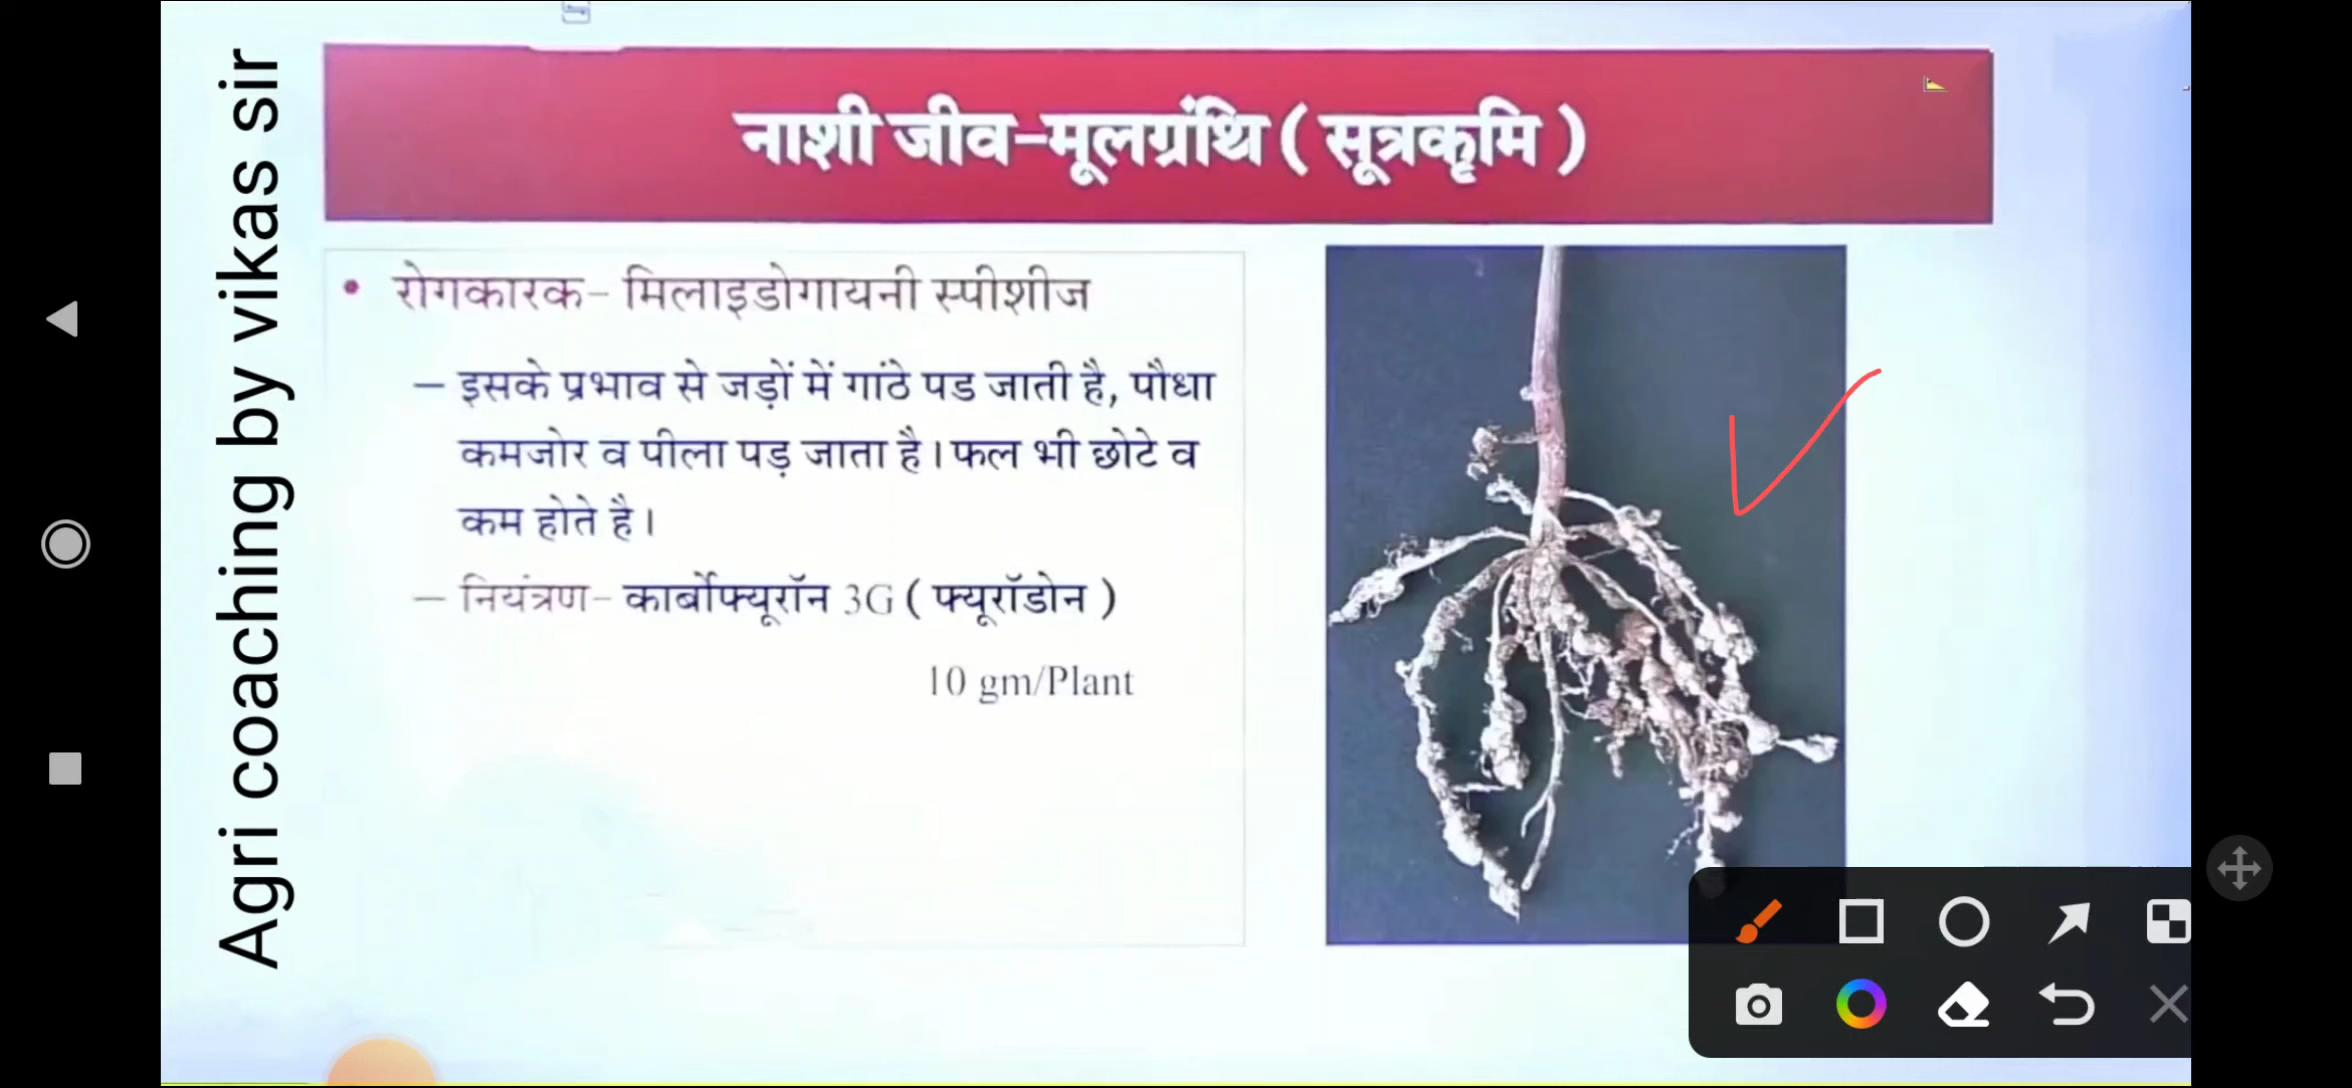 Agri coaching by vikas sir
नाशी जीव-मूलग्रंथि ( सूत्रकृमि )
• रोगकारक- मिलाइडोगायनी स्पीशीज
– इसके प्रभाव से जड़ों में गांठे पड जाती है, पौधा
कमजोर व पीला पड़ जाता है। फल भी छोटे व
कम होते है।
– नियंत्रण- कार्बोफ्यूरॉन 3G ( फ्यूरॉडोन )
10 gm/Plant